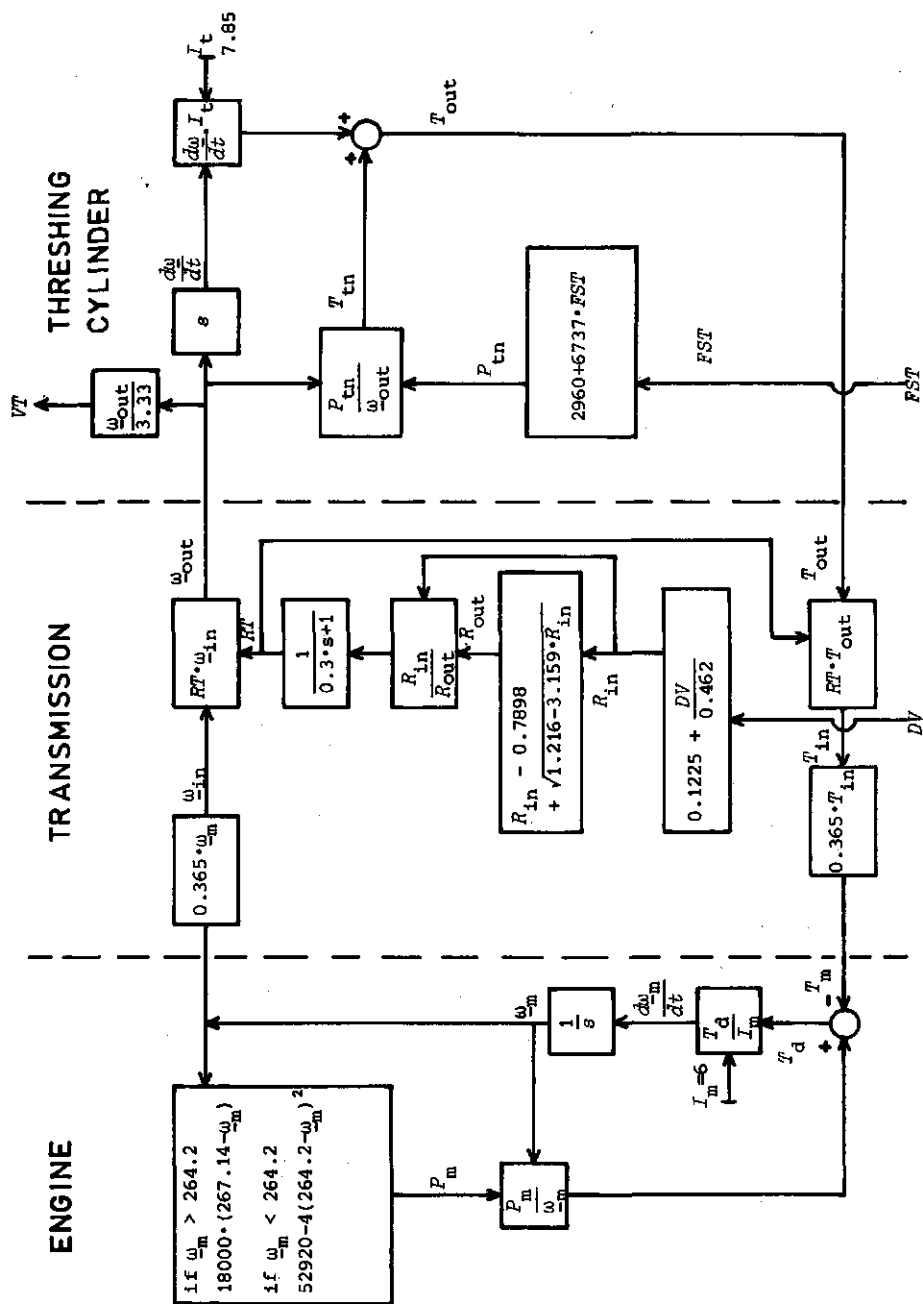 ENGINE
TRANSMISSION
THRESHING
CYLINDER
if ω_m > 264.2
18000·(267.14-ω_m)
if ω_m < 264.2
52920-4(264.2-ω_m)²
P_m
P_m/ω_m
ω_m
1/s
dω_m/dt
T_d/I_m
I_m=6
T_d
+
-T_m
0.365·ω_m
ω_in
RT·ω_in
ω_out
RT
1/(0.3·s+1)
R_in/R_out
R_out
R_in - 0.7898
+ √1.216-3.159·R_in
R_in
0.1225 + DV/0.462
DV
0.365·T_in
T_in
RT·T_out
T_out
VT
ω_out/3.33
s
dω/dt
dω/dt·I_t
I_t
7.85
+
+
T_out
T_tn
P_tn/ω_out
P_tn
2960+6737·FST
FST
FST